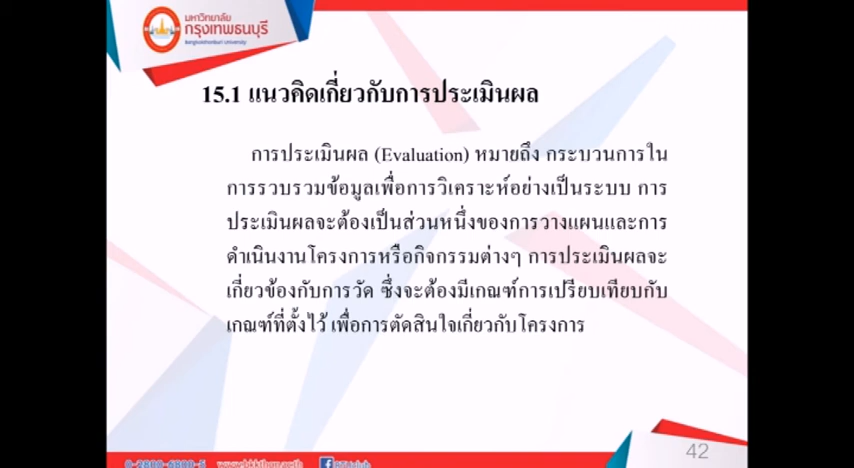 มหาวิทยาลัย
กรุงเทพธนบุรี
Bangkokthonburi University
15.1 แนวคิดเกี่ยวกับการประเมินผล
การประเมินผล (Evaluation) หมายถึง กระบวนการใน
การรวบรวมข้อมูลเพื่อการวิเคราะห์อย่างเป็นระบบ การ
ประเมินผลจะต้องเป็นส่วนหนึ่งของการวางแผนและการ
ดำเนินงานโครงการหรือกิจกรรมต่างๆ การประเมินผลจะ
เกี่ยวข้องกับการวัด ซึ่งจะต้องมีเกณฑ์การเปรียบเทียบกับ
เกณฑ์ที่ตั้งไว้ เพื่อการตัดสินใจเกี่ยวกับโครงการ
42